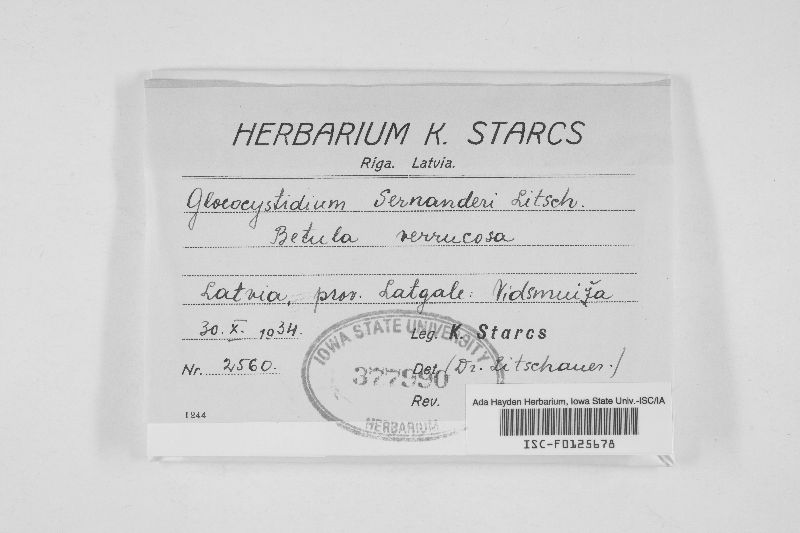 HERBARIUM K. STARCS
Riga. Latvia.
Gloeocystidium Sernanderi Litsch.
Betula verrucosa
Latvia, prov. Latgale: Vidsmuiža
30. X. 1934.
Leg. K. Starcs
Nr. 2560.
Det. (Dr. Litschauer.)
Rev.
1244
IOWA STATE UNIVERSITY
377990
HERBARIUM
Ada Hayden Herbarium, Iowa State Univ.-ISC/IA
ISC-F0125678